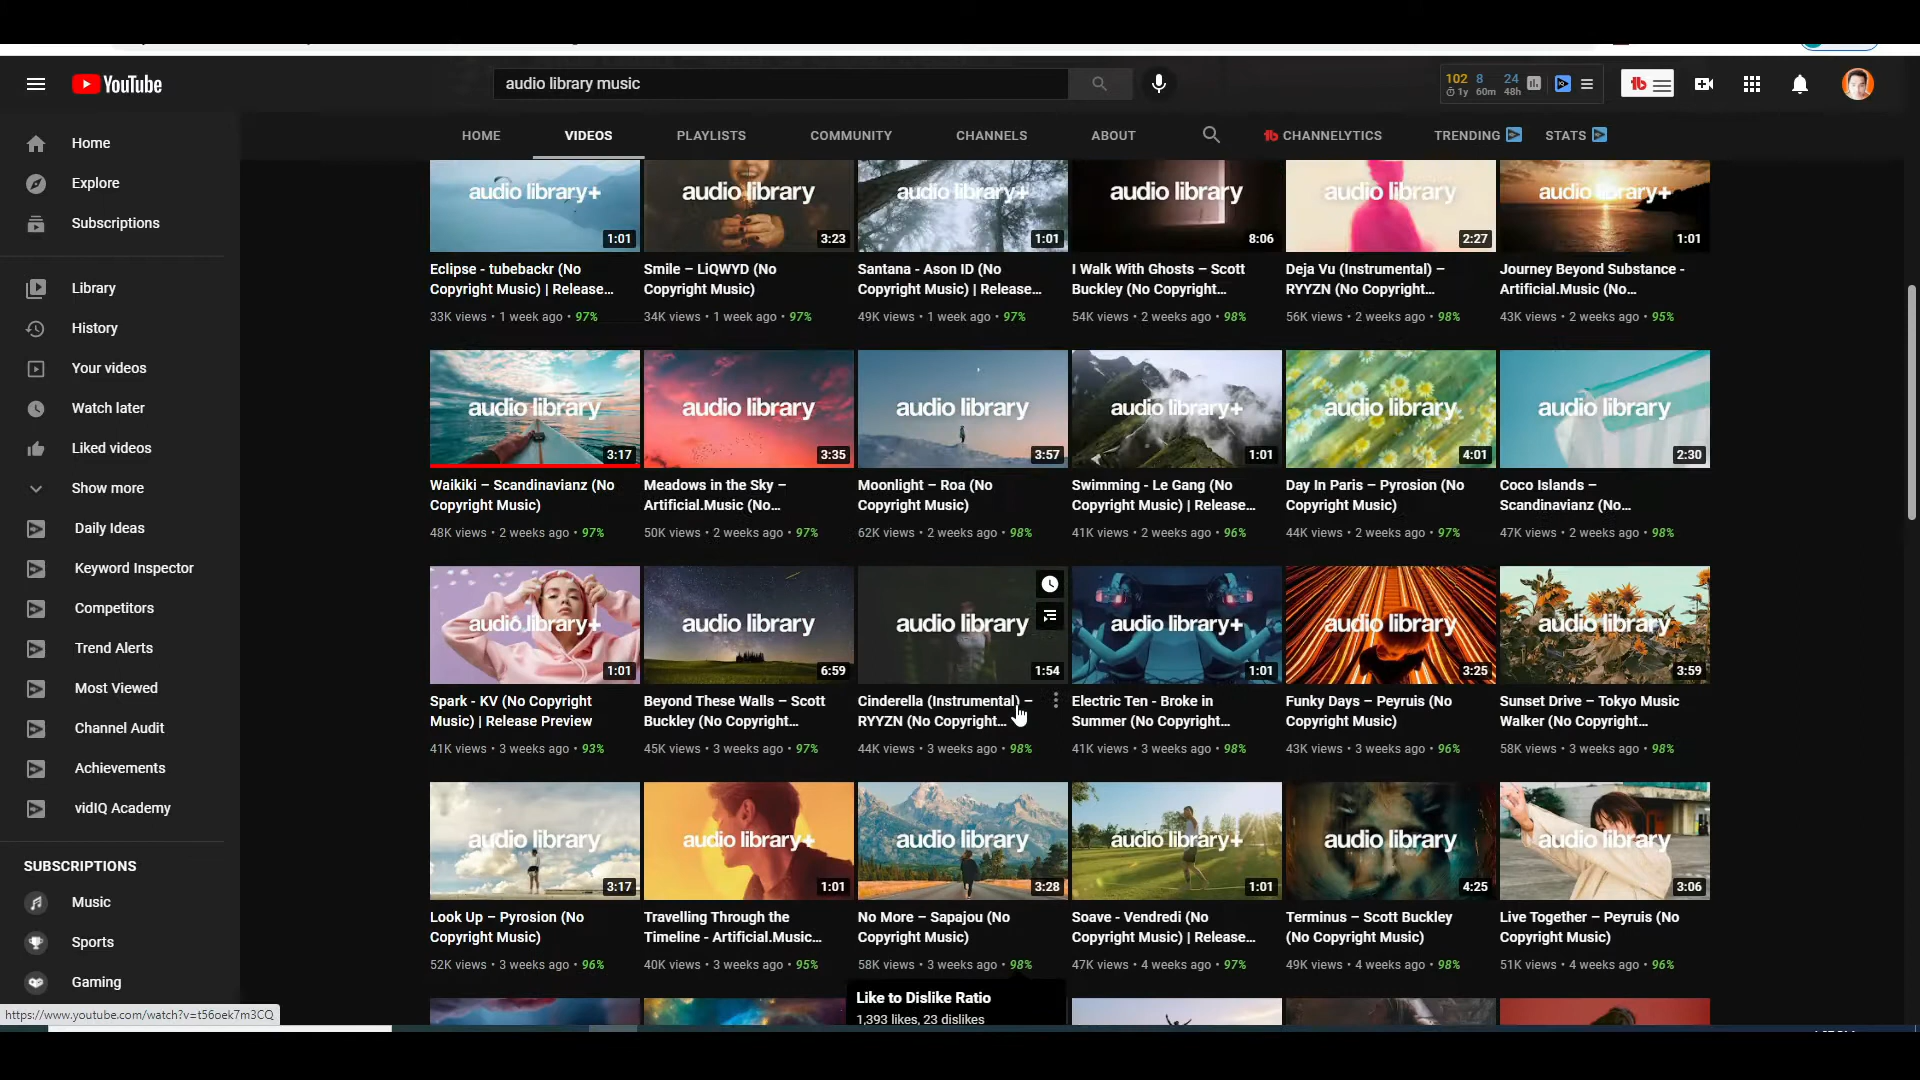 YouTube
audio library music
102 8 24
1y 60m 48h
HOME VIDEOS PLAYLISTS COMMUNITY CHANNELS ABOUT CHANNELYTICS TRENDING STATS
Home
Explore
Subscriptions
Library
History
Your videos
Watch later
Liked videos
Show more
Daily Ideas
Keyword Inspector
Competitors
Trend Alerts
Most Viewed
Channel Audit
Achievements
vidIQ Academy
SUBSCRIPTIONS
Music
Sports
Gaming
https://www.youtube.com/watch?v=t56oek7m3CQ
audio library+
1:01
Eclipse - tubebackr (No
Copyright Music) | Release...
33K views • 1 week ago • 97%
audio library
3:23
Smile – LiQWYD (No
Copyright Music)
34K views • 1 week ago • 97%
audio library+
1:01
Santana - Ason ID (No
Copyright Music) | Release...
49K views • 1 week ago • 97%
audio library
8:06
I Walk With Ghosts – Scott
Buckley (No Copyright...
54K views • 2 weeks ago • 98%
audio library
2:27
Deja Vu (Instrumental) –
RYYZN (No Copyright...
56K views • 2 weeks ago • 98%
audio library+
1:01
Journey Beyond Substance -
Artificial.Music (No...
43K views • 2 weeks ago • 95%
audio library
3:17
Waikiki – Scandinavianz (No
Copyright Music)
48K views • 2 weeks ago • 97%
audio library
3:35
Meadows in the Sky –
Artificial.Music (No...
50K views • 2 weeks ago • 97%
audio library
3:57
Moonlight – Roa (No
Copyright Music)
62K views • 2 weeks ago • 98%
audio library+
1:01
Swimming - Le Gang (No
Copyright Music) | Release...
41K views • 2 weeks ago • 96%
audio library
4:01
Day In Paris – Pyrosion (No
Copyright Music)
44K views • 2 weeks ago • 97%
audio library
2:30
Coco Islands –
Scandinavianz (No...
47K views • 2 weeks ago • 98%
audio library+
1:01
Spark - KV (No Copyright
Music) | Release Preview
41K views • 3 weeks ago • 93%
audio library
6:59
Beyond These Walls – Scott
Buckley (No Copyright...
45K views • 3 weeks ago • 97%
audio library
1:54
Cinderella (Instrumental) –
RYYZN (No Copyright...
44K views • 3 weeks ago • 98%
audio library+
1:01
Electric Ten - Broke in
Summer (No Copyright...
41K views • 3 weeks ago • 98%
audio library
3:25
Funky Days – Peyruis (No
Copyright Music)
43K views • 3 weeks ago • 96%
audio library
3:59
Sunset Drive – Tokyo Music
Walker (No Copyright...
58K views • 3 weeks ago • 98%
audio library
3:17
Look Up – Pyrosion (No
Copyright Music)
52K views • 3 weeks ago • 96%
audio library+
1:01
Travelling Through the
Timeline - Artificial.Music...
40K views • 3 weeks ago • 95%
audio library
3:28
No More – Sapajou (No
Copyright Music)
58K views • 3 weeks ago • 98%
audio library+
1:01
Soave - Vendredi (No
Copyright Music) | Release...
47K views • 4 weeks ago • 97%
audio library
4:25
Terminus – Scott Buckley
(No Copyright Music)
49K views • 4 weeks ago • 98%
audio library
3:06
Live Together – Peyruis (No
Copyright Music)
51K views • 4 weeks ago • 96%
Like to Dislike Ratio
1,393 likes, 23 dislikes